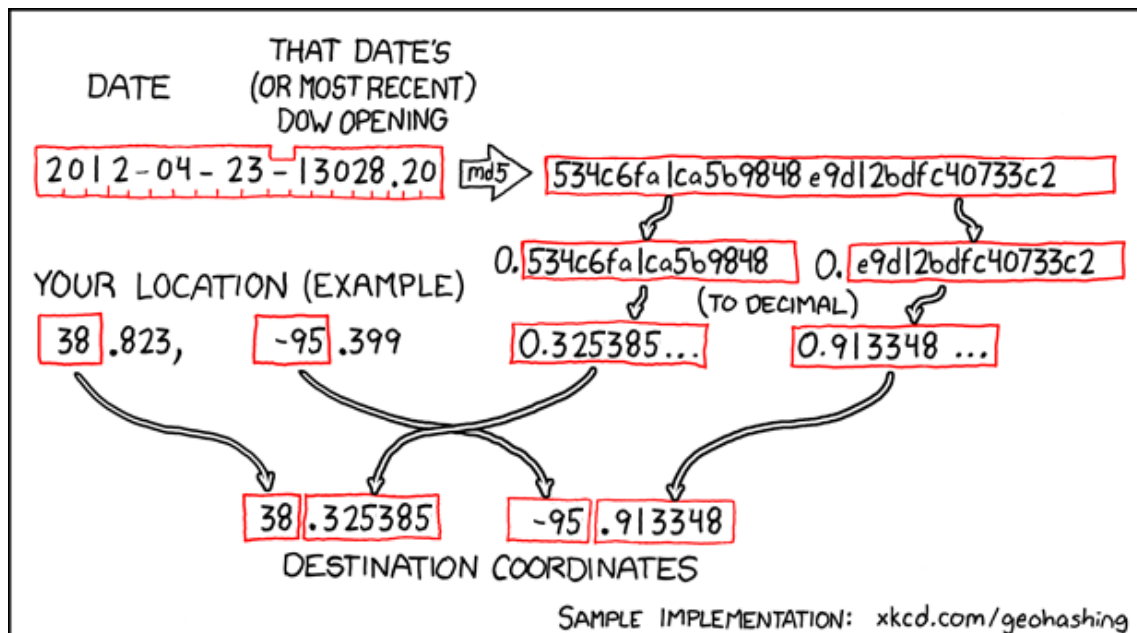 DATE
THAT DATE'S
(OR MOST RECENT)
DOW OPENING
2012-04-23-13028.20
md5
534c6fa1ca5b9848e9d12bdfc40733c2
0.534c6fa1ca5b9848
0.e9d12bdfc40733c2
YOUR LOCATION (EXAMPLE)
(TO DECIMAL)
38.823, -95.399
0.325385...
0.913348...
38.325385
-95.913348
DESTINATION COORDINATES
SAMPLE IMPLEMENTATION: xkcd.com/geohashing